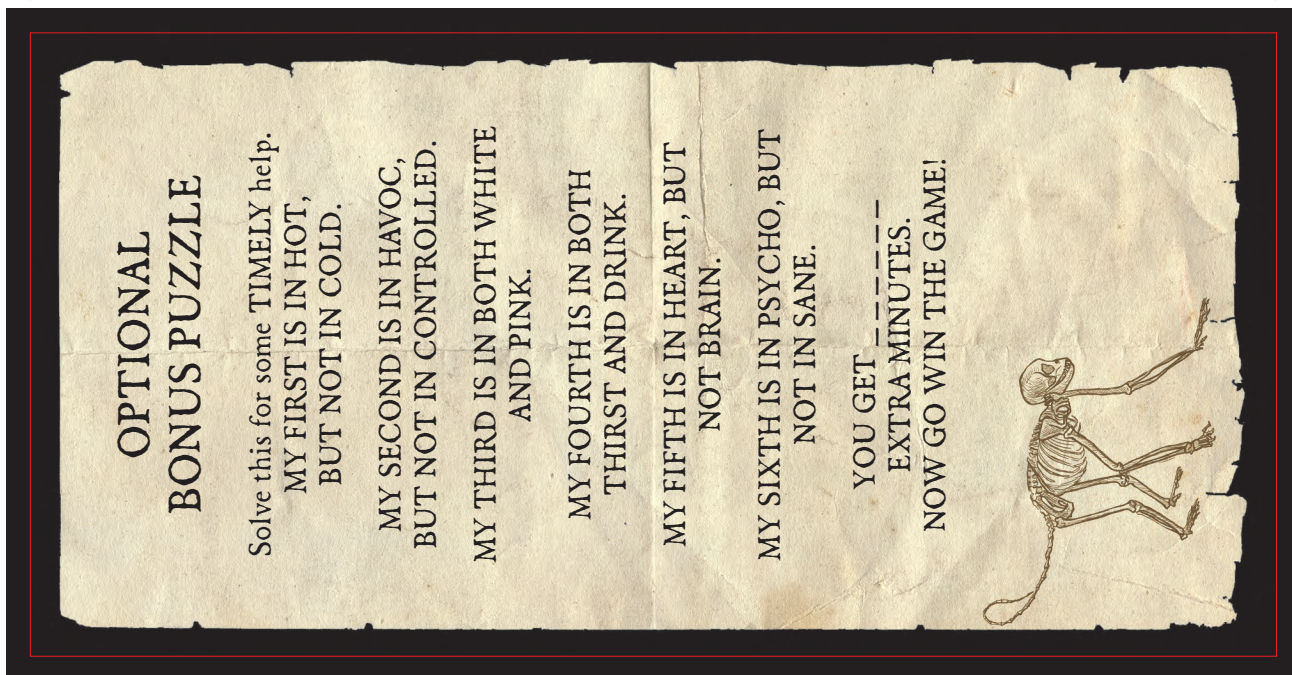 OPTIONAL
BONUS PUZZLE
Solve this for some TIMELY help.
MY FIRST IS IN HOT,
BUT NOT IN COLD.
MY SECOND IS IN HAVOC,
BUT NOT IN CONTROLLED.
MY THIRD IS IN BOTH WHITE
AND PINK.
MY FOURTH IS IN BOTH
THIRST AND DRINK.
MY FIFTH IS IN HEART, BUT
NOT BRAIN.
MY SIXTH IS IN PSYCHO, BUT
NOT IN SANE.
YOU GET _ _ _ _ _ _
EXTRA MINUTES.
NOW GO WIN THE GAME!